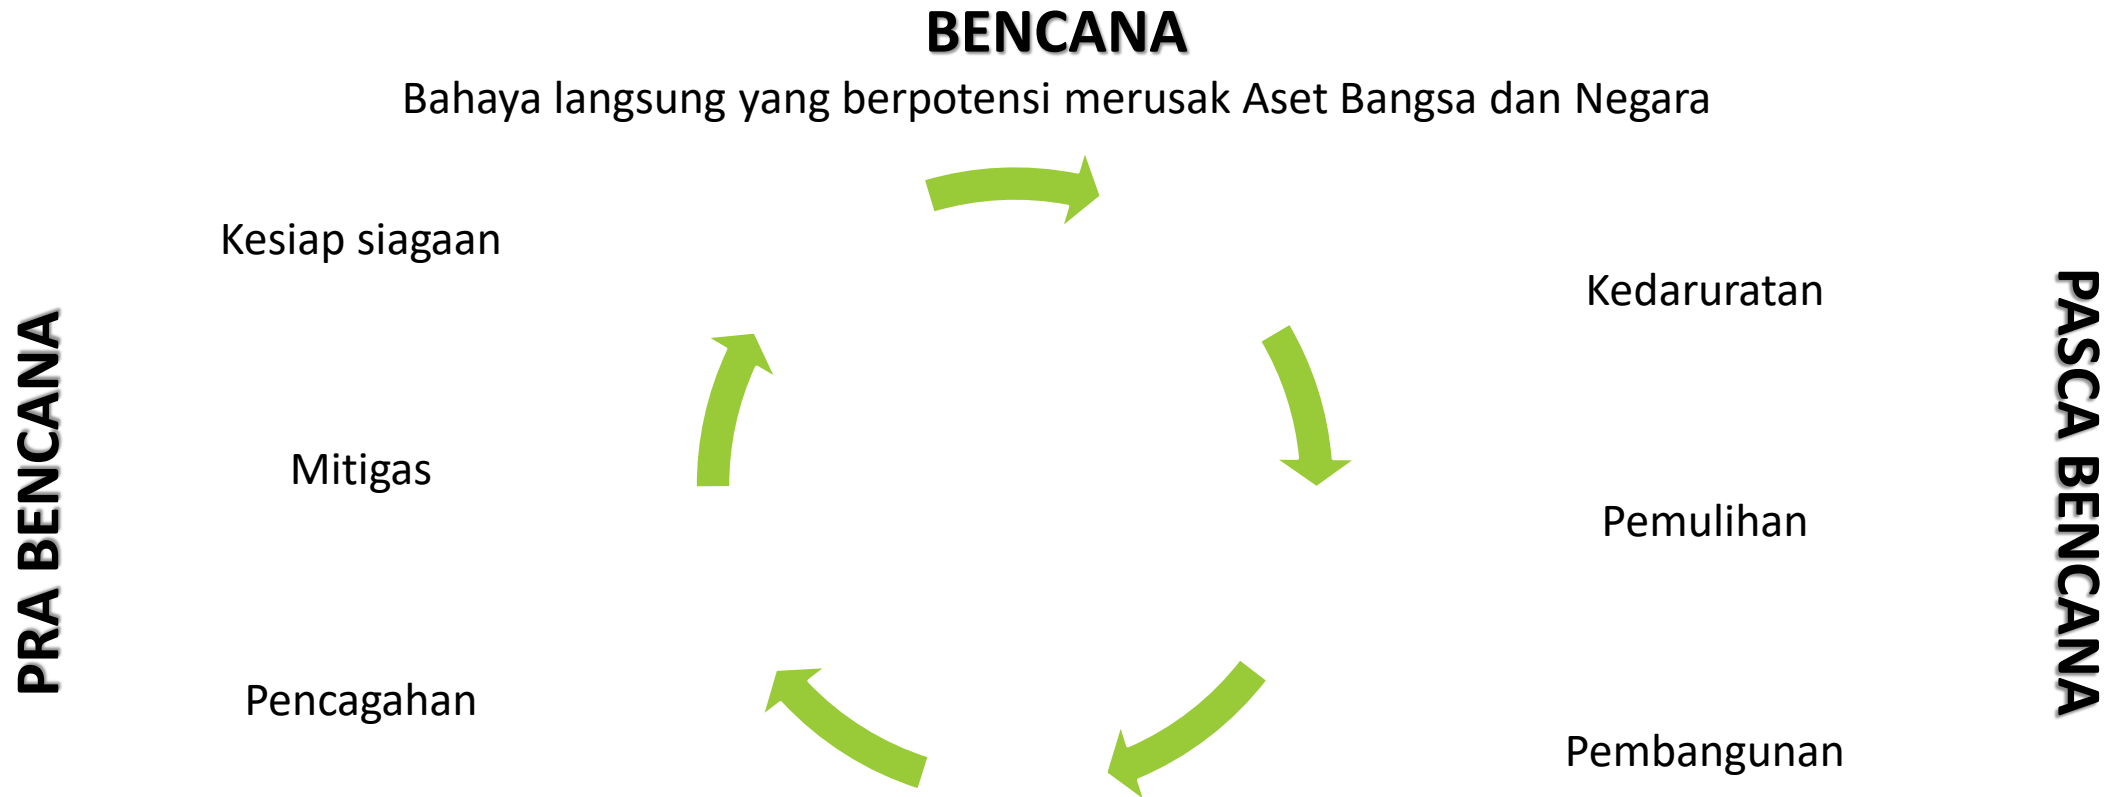 BENCANA
Bahaya langsung yang berpotensi merusak Aset Bangsa dan Negara
PRA BENCANA
Kesiap siagaan
Mitigas
Pencagahan
Kedaruratan
Pemulihan
Pembangunan
PASCA BENCANA